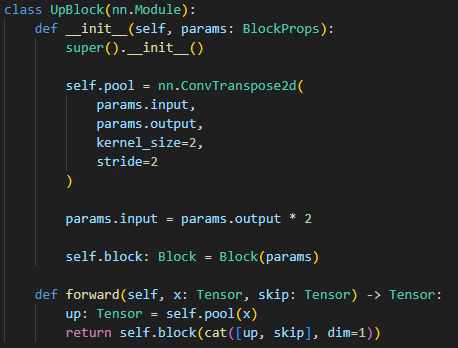 class UpBlock(nn.Module):
    def __init__(self, params: BlockProps):
        super().__init__()

        self.pool = nn.ConvTranspose2d(
            params.input,
            params.output,
            kernel_size=2,
            stride=2
        )

        params.input = params.output * 2

        self.block: Block = Block(params)

    def forward(self, x: Tensor, skip: Tensor) -> Tensor:
        up: Tensor = self.pool(x)
        return self.block(cat([up, skip], dim=1))